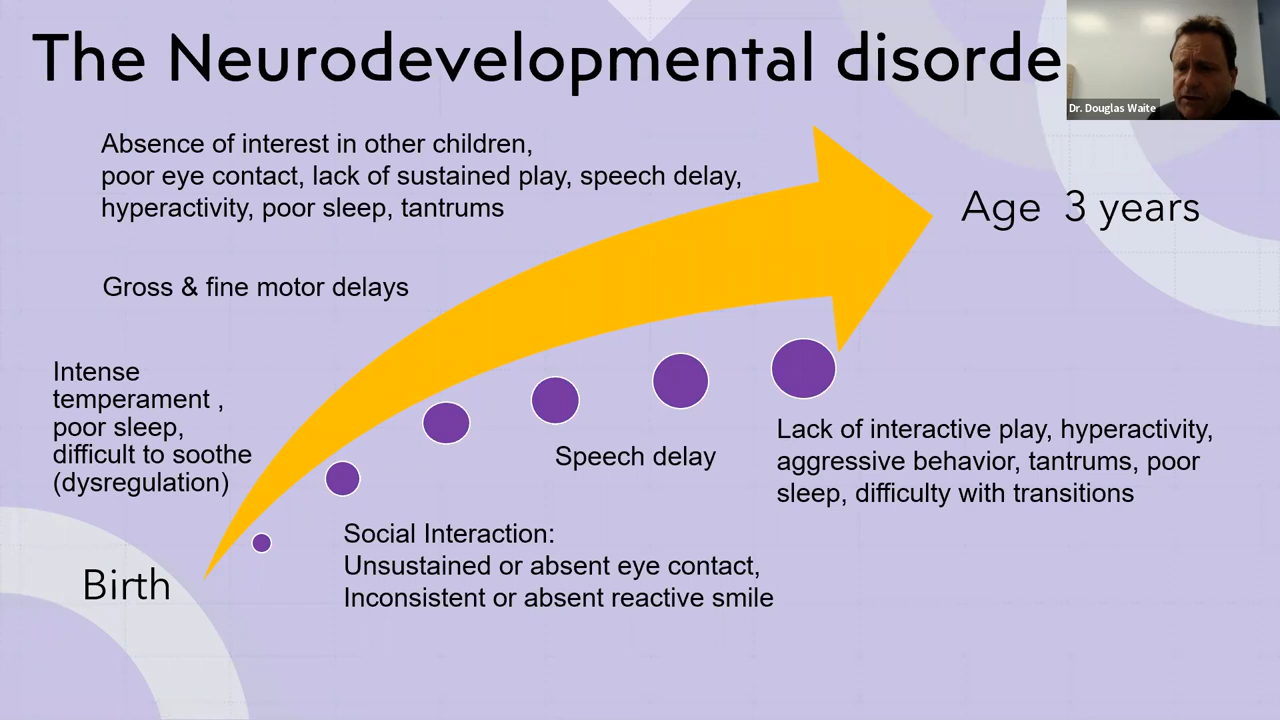 The Neurodevelopmental disorde
Dr. Douglas Waite
Absence of interest in other children,
poor eye contact, lack of sustained play, speech delay,
hyperactivity, poor sleep, tantrums
Age 3 years
Gross & fine motor delays
Intense
temperament ,
poor sleep,
difficult to soothe
(dysregulation)
Speech delay
Lack of interactive play, hyperactivity,
aggressive behavior, tantrums, poor
sleep, difficulty with transitions
Social Interaction:
Unsustained or absent eye contact,
Inconsistent or absent reactive smile
Birth